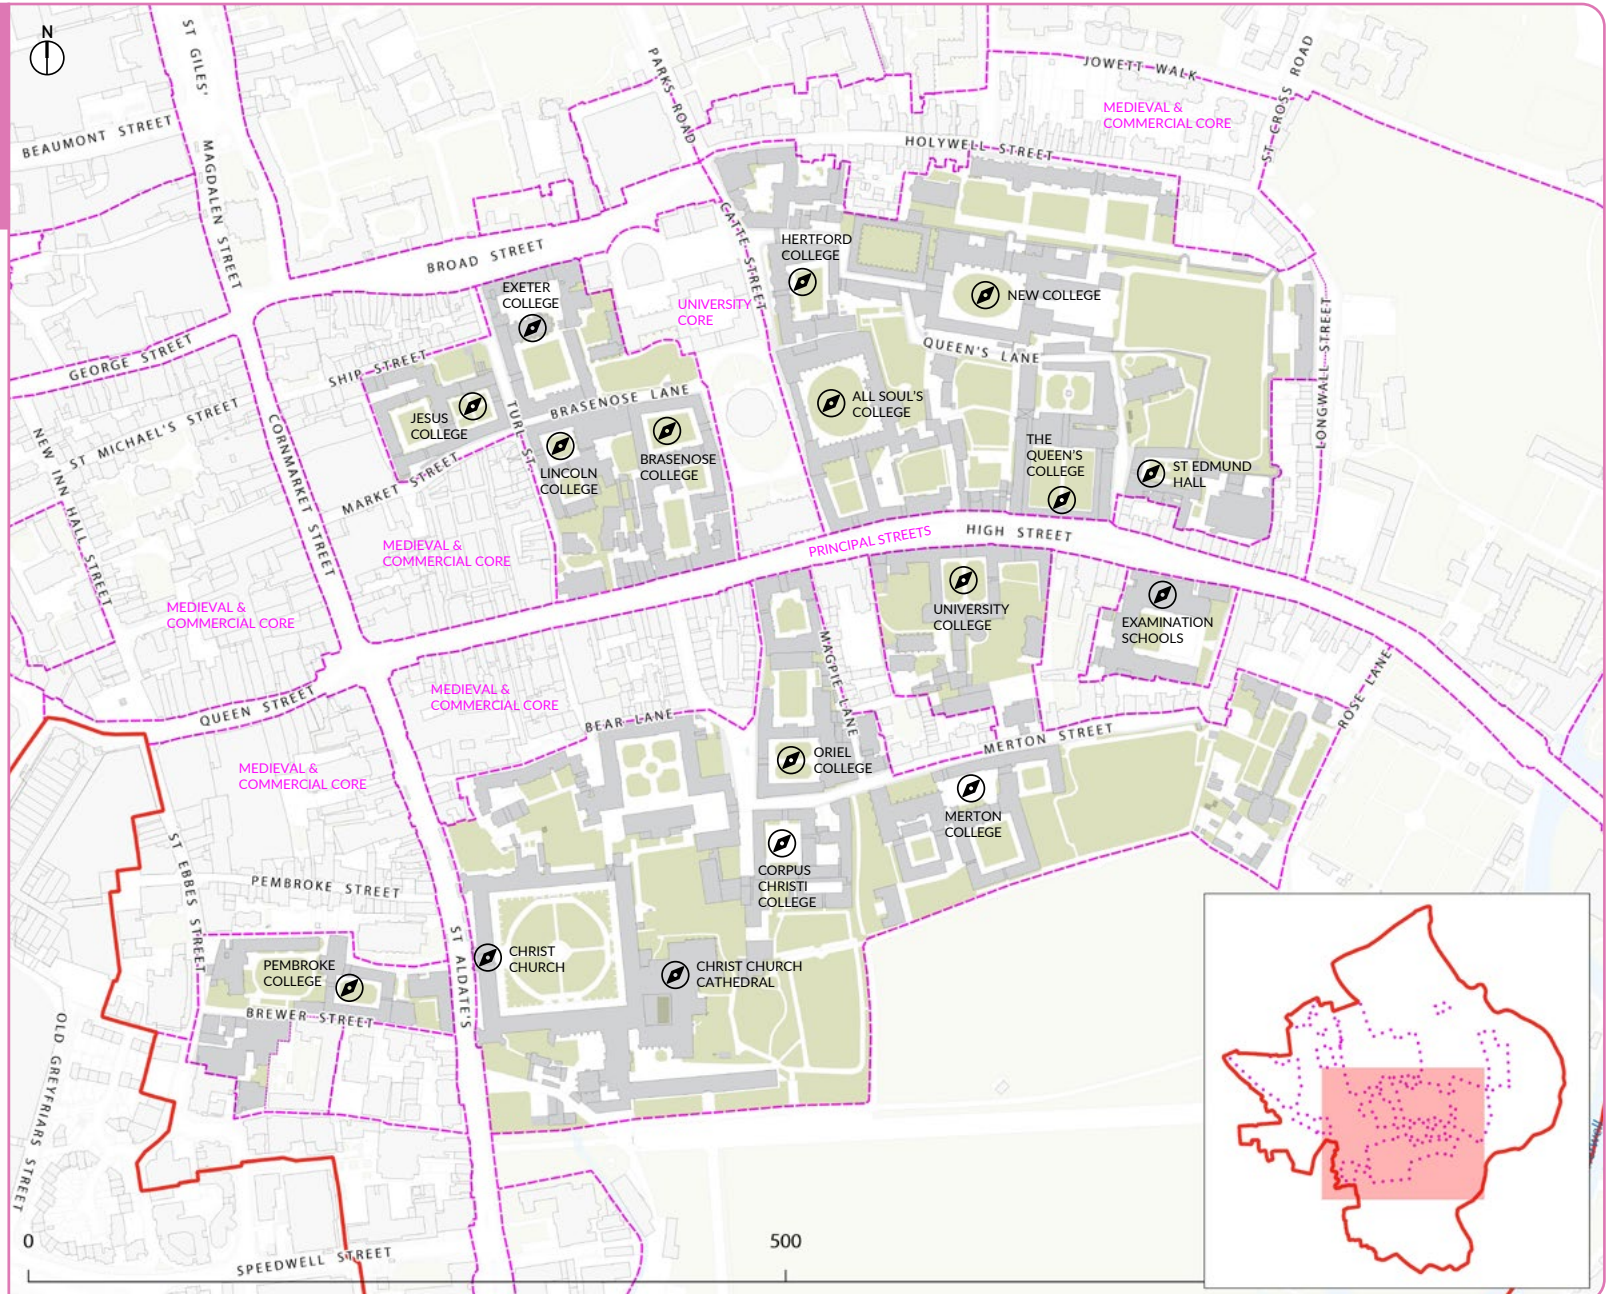 N
ST GILES'
BEAUMONT STREET
MAGDALEN STREET
PARKS ROAD
JOWETT WALK
ST CROSS ROAD
MEDIEVAL &
COMMERCIAL CORE
HOLYWELL STREET
BROAD STREET
CATTE STREET
HERTFORD
COLLEGE
EXETER
COLLEGE
UNIVERSITY
CORE
NEW COLLEGE
GEORGE STREET
SHIP STREET
QUEEN'S LANE
LONGWALL STREET
ST MICHAEL'S STREET
NEW INN HALL STREET
CORNMARKET STREET
JESUS
COLLEGE
TURL ST
BRASENOSE LANE
ALL SOUL'S
COLLEGE
MARKET STREET
LINCOLN
COLLEGE
BRASENOSE
COLLEGE
THE
QUEEN'S
COLLEGE
ST EDMUND
HALL
MEDIEVAL &
COMMERCIAL CORE
PRINCIPAL STREETS
HIGH STREET
MEDIEVAL &
COMMERCIAL CORE
UNIVERSITY
COLLEGE
EXAMINATION
SCHOOLS
MAGPIE LANE
ROSE LANE
MEDIEVAL &
COMMERCIAL CORE
QUEEN STREET
BEAR LANE
MERTON STREET
ORIEL
COLLEGE
MEDIEVAL &
COMMERCIAL CORE
MERTON
COLLEGE
ST EBBES STREET
PEMBROKE STREET
CORPUS
CHRISTI
COLLEGE
ST ALDATE'S
CHRIST
CHURCH
CHRIST CHURCH
CATHEDRAL
PEMBROKE
COLLEGE
BREWER STREET
OLD GREYFRIARS STREET
SPEEDWELL STREET
0
500